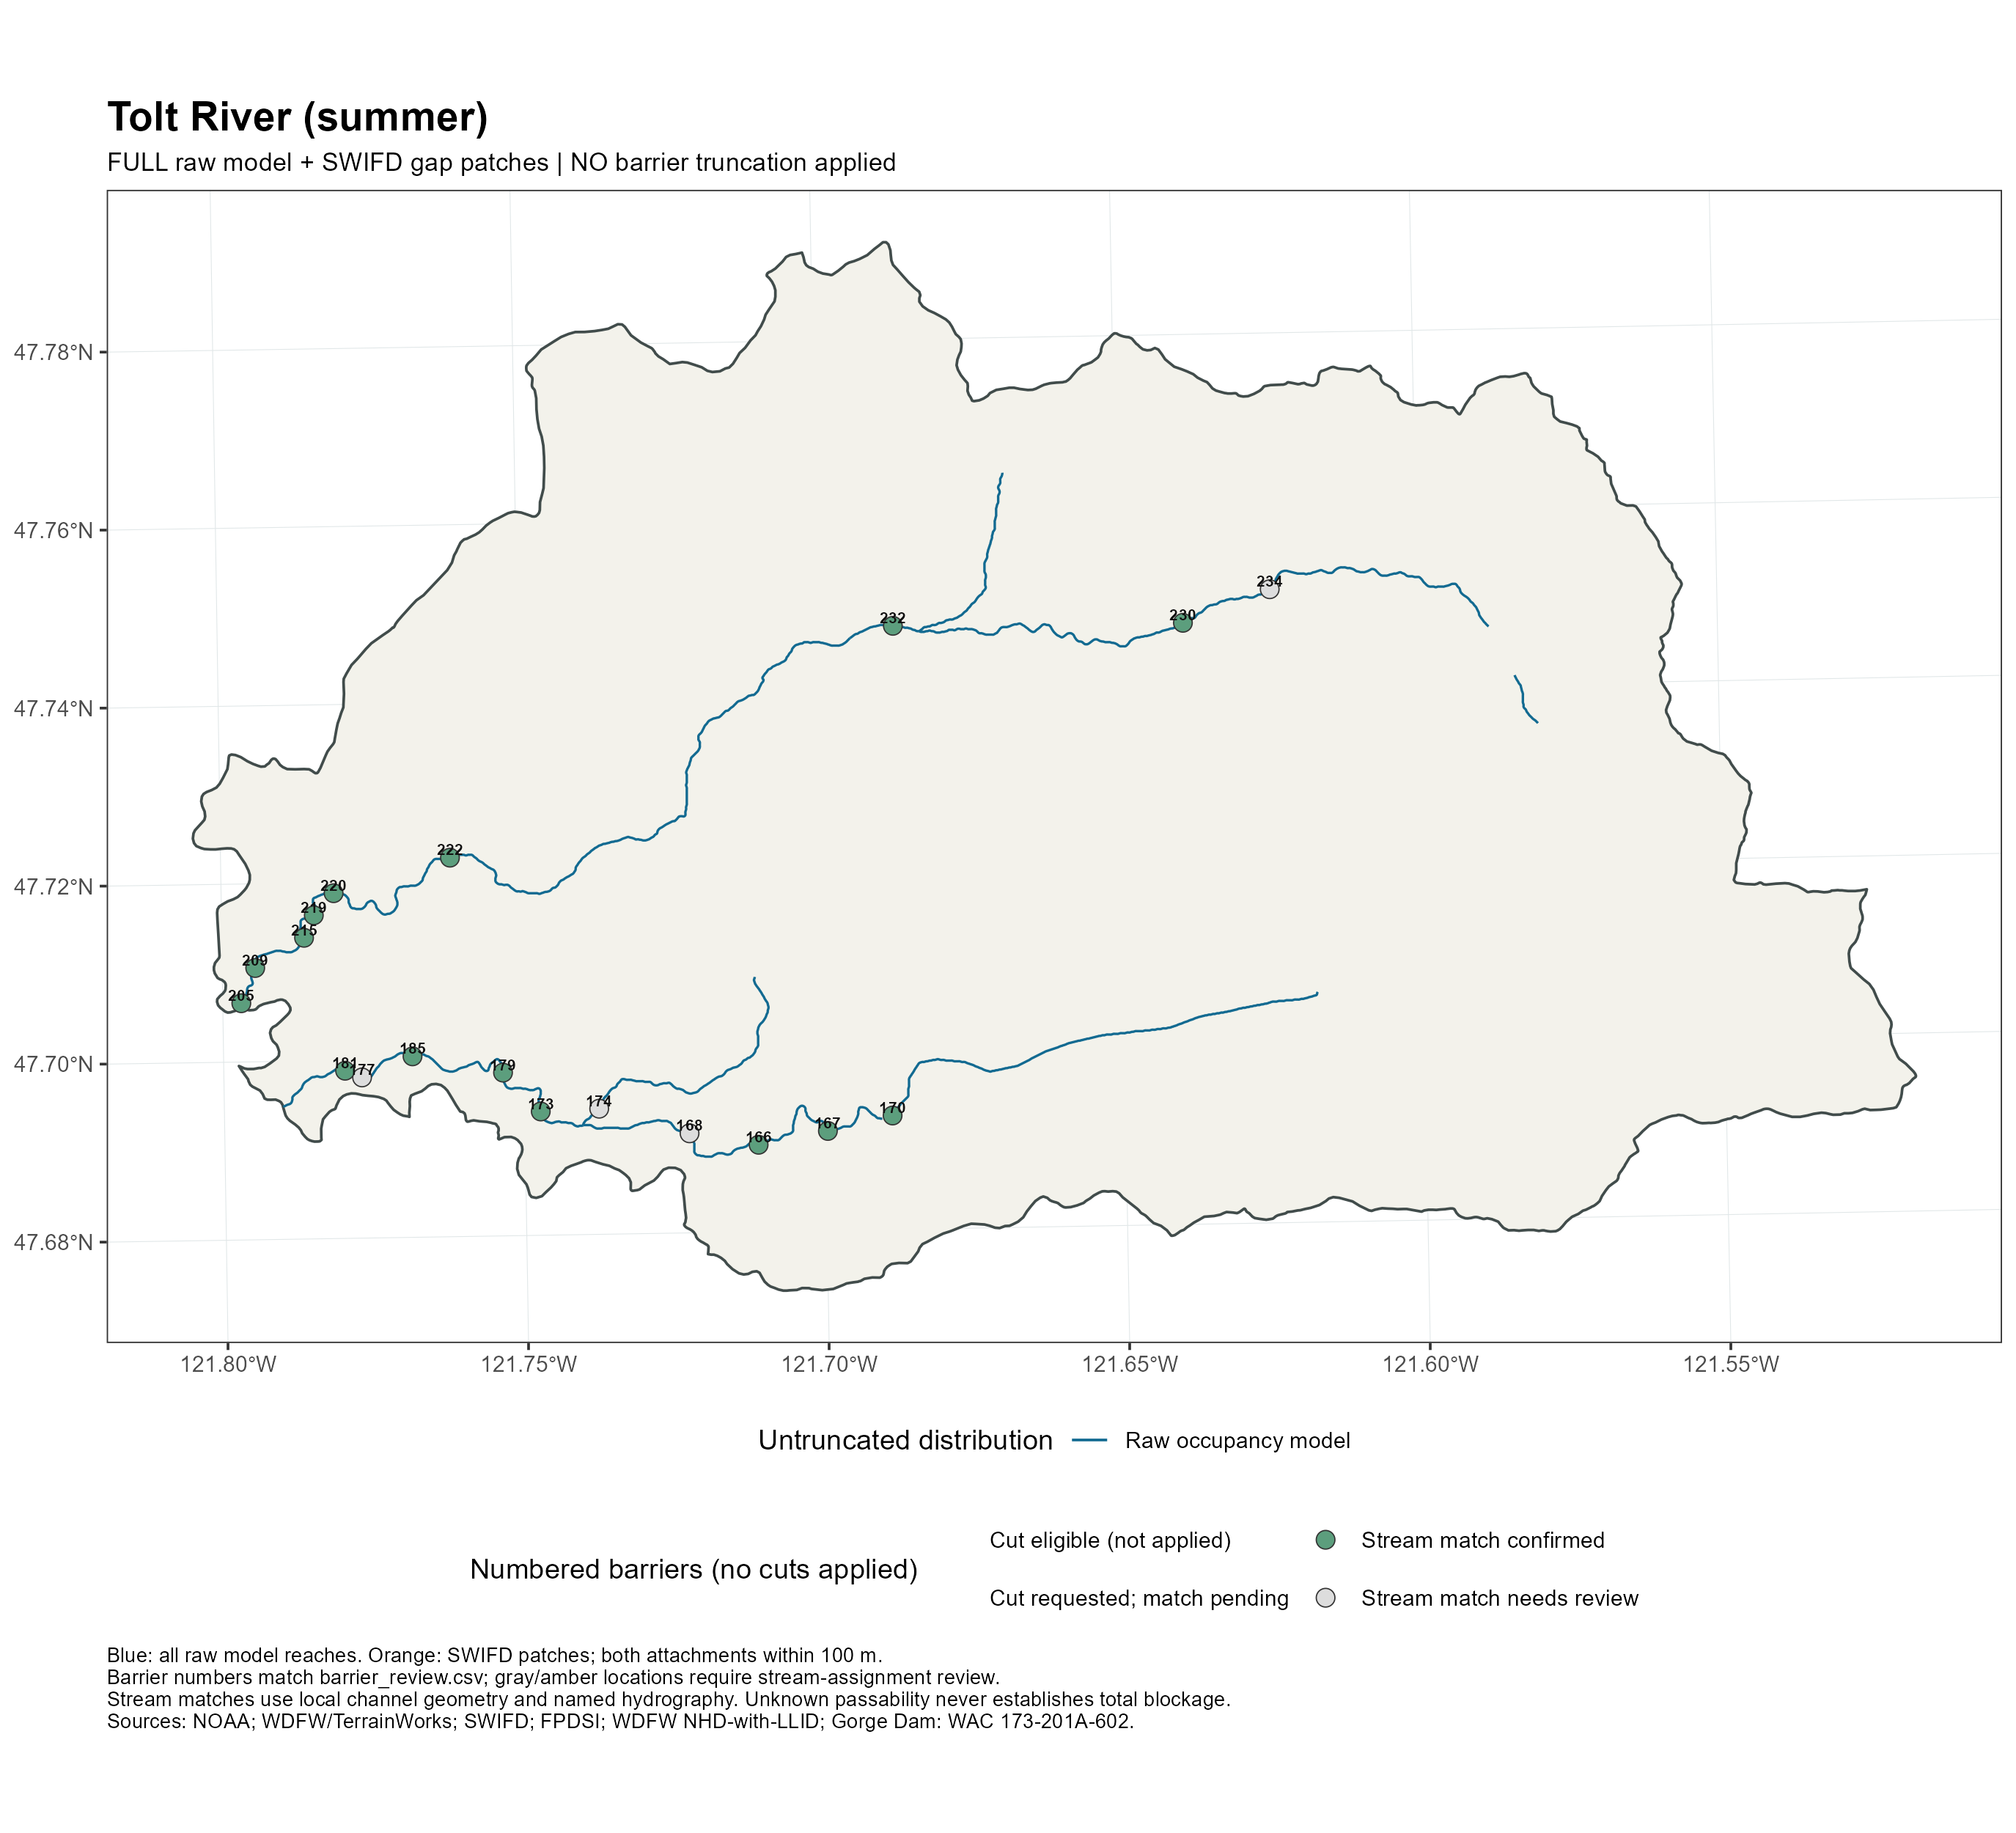 Tolt River (summer)
FULL raw model + SWIFD gap patches | NO barrier truncation applied
47.78°N
47.76°N
47.74°N
47.72°N
47.70°N
47.68°N
234
230
232
222
220
219
215
209
205
185
181
177
179
173
174
168
166
167
170
121.80°W
121.75°W
121.70°W
121.65°W
121.60°W
121.55°W
Untruncated distribution
Raw occupancy model
Numbered barriers (no cuts applied)
Cut eligible (not applied)
Stream match confirmed
Cut requested; match pending
Stream match needs review
Blue: all raw model reaches. Orange: SWIFD patches; both attachments within 100 m.
Barrier numbers match barrier_review.csv; gray/amber locations require stream-assignment review.
Stream matches use local channel geometry and named hydrography. Unknown passability never establishes total blockage.
Sources: NOAA; WDFW/TerrainWorks; SWIFD; FPDSI; WDFW NHD-with-LLID; Gorge Dam: WAC 173-201A-602.